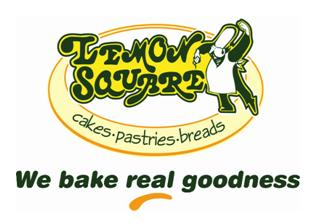 LEMON
SQUARE
cakes·pastries·breads
We bake real goodness